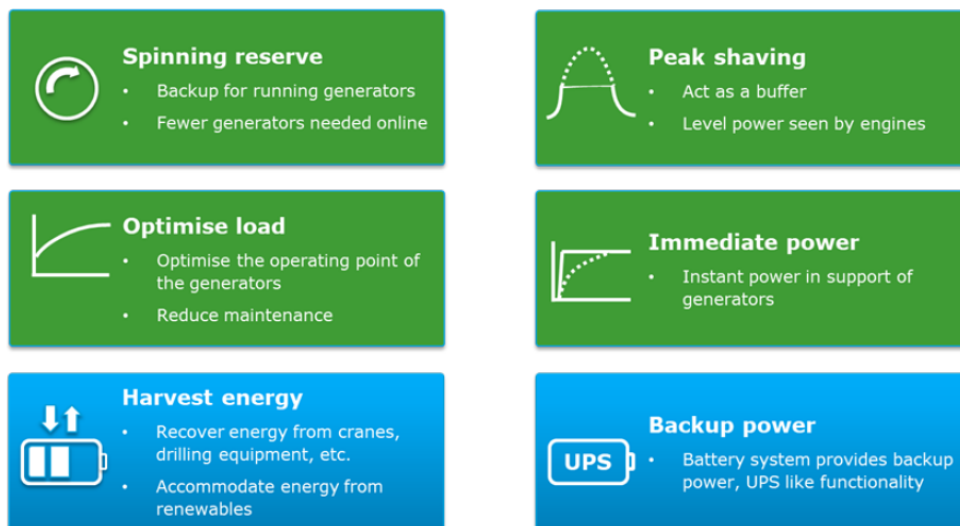 Spinning reserve
• Backup for running generators
• Fewer generators needed online
Peak shaving
• Act as a buffer
• Level power seen by engines
Optimise load
• Optimise the operating point of
the generators
• Reduce maintenance
Immediate power
• Instant power in support of
generators
Harvest energy
• Recover energy from cranes,
drilling equipment, etc.
• Accommodate energy from
renewables
UPS
Backup power
• Battery system provides backup
power, UPS like functionality